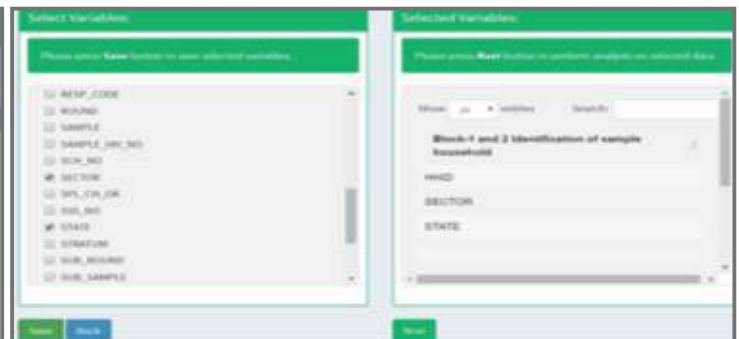 Select Variables:
Please press Save button to save selected variables.
RESP_CODE
ROUND
SAMPLE
SAMPLE_HH_NO
SCH_NO
SECTOR
SPL_CH_OR
SSS_NO
STATE
STRATUM
SUB_ROUND
SUB_SAMPLE
Save Back
Selected Variables:
Please press Next button to perform analysis on selected data.
Show entries Search:
Block-1 and 2 Identification of sample
household
HHID
SECTOR
STATE
Next